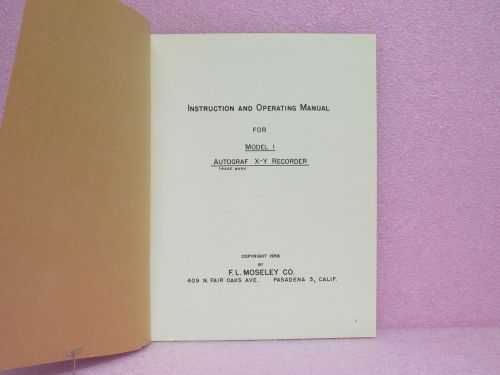 INSTRUCTION AND OPERATING MANUAL
FOR
MODEL 1
AUTOGRAF X-Y RECORDER
TRADE MARK
COPYRIGHT 1956
BY
F. L. MOSELEY CO.
409 N. FAIR OAKS AVE. PASADENA 3, CALIF.